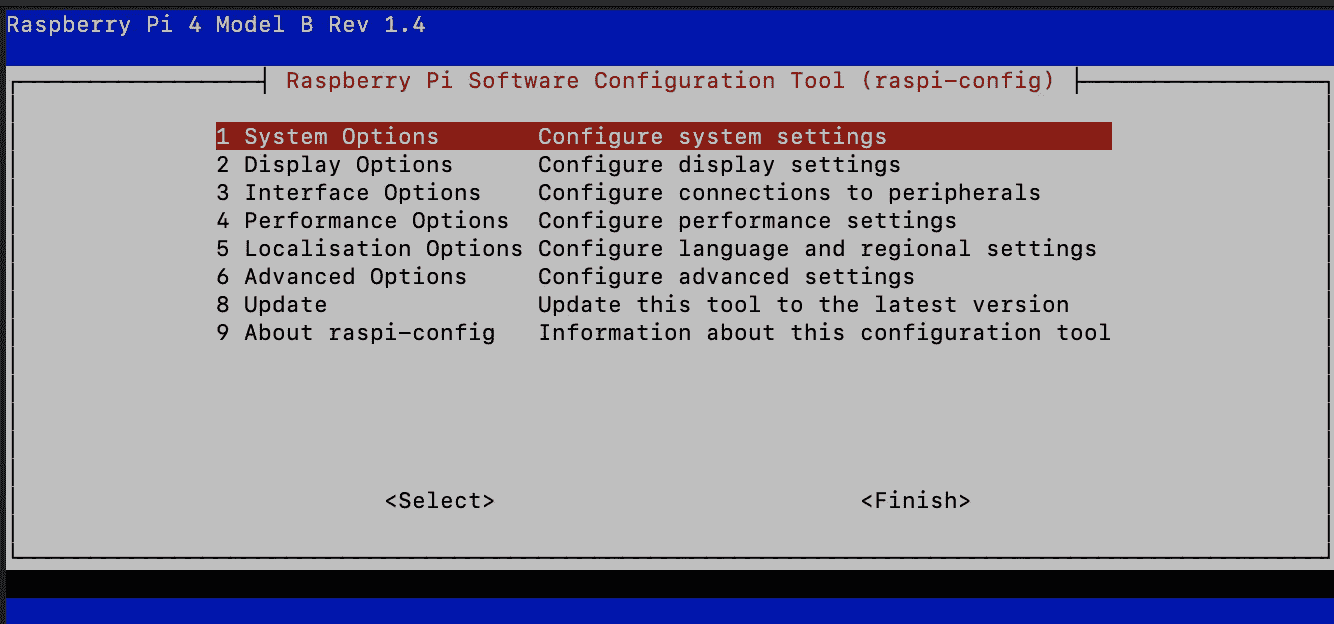 Raspberry Pi 4 Model B Rev 1.4
Raspberry Pi Software Configuration Tool (raspi-config)
1 System Options Configure system settings
2 Display Options Configure display settings
3 Interface Options Configure connections to peripherals
4 Performance Options Configure performance settings
5 Localisation Options Configure language and regional settings
6 Advanced Options Configure advanced settings
8 Update Update this tool to the latest version
9 About raspi-config Information about this configuration tool
<Select> <Finish>